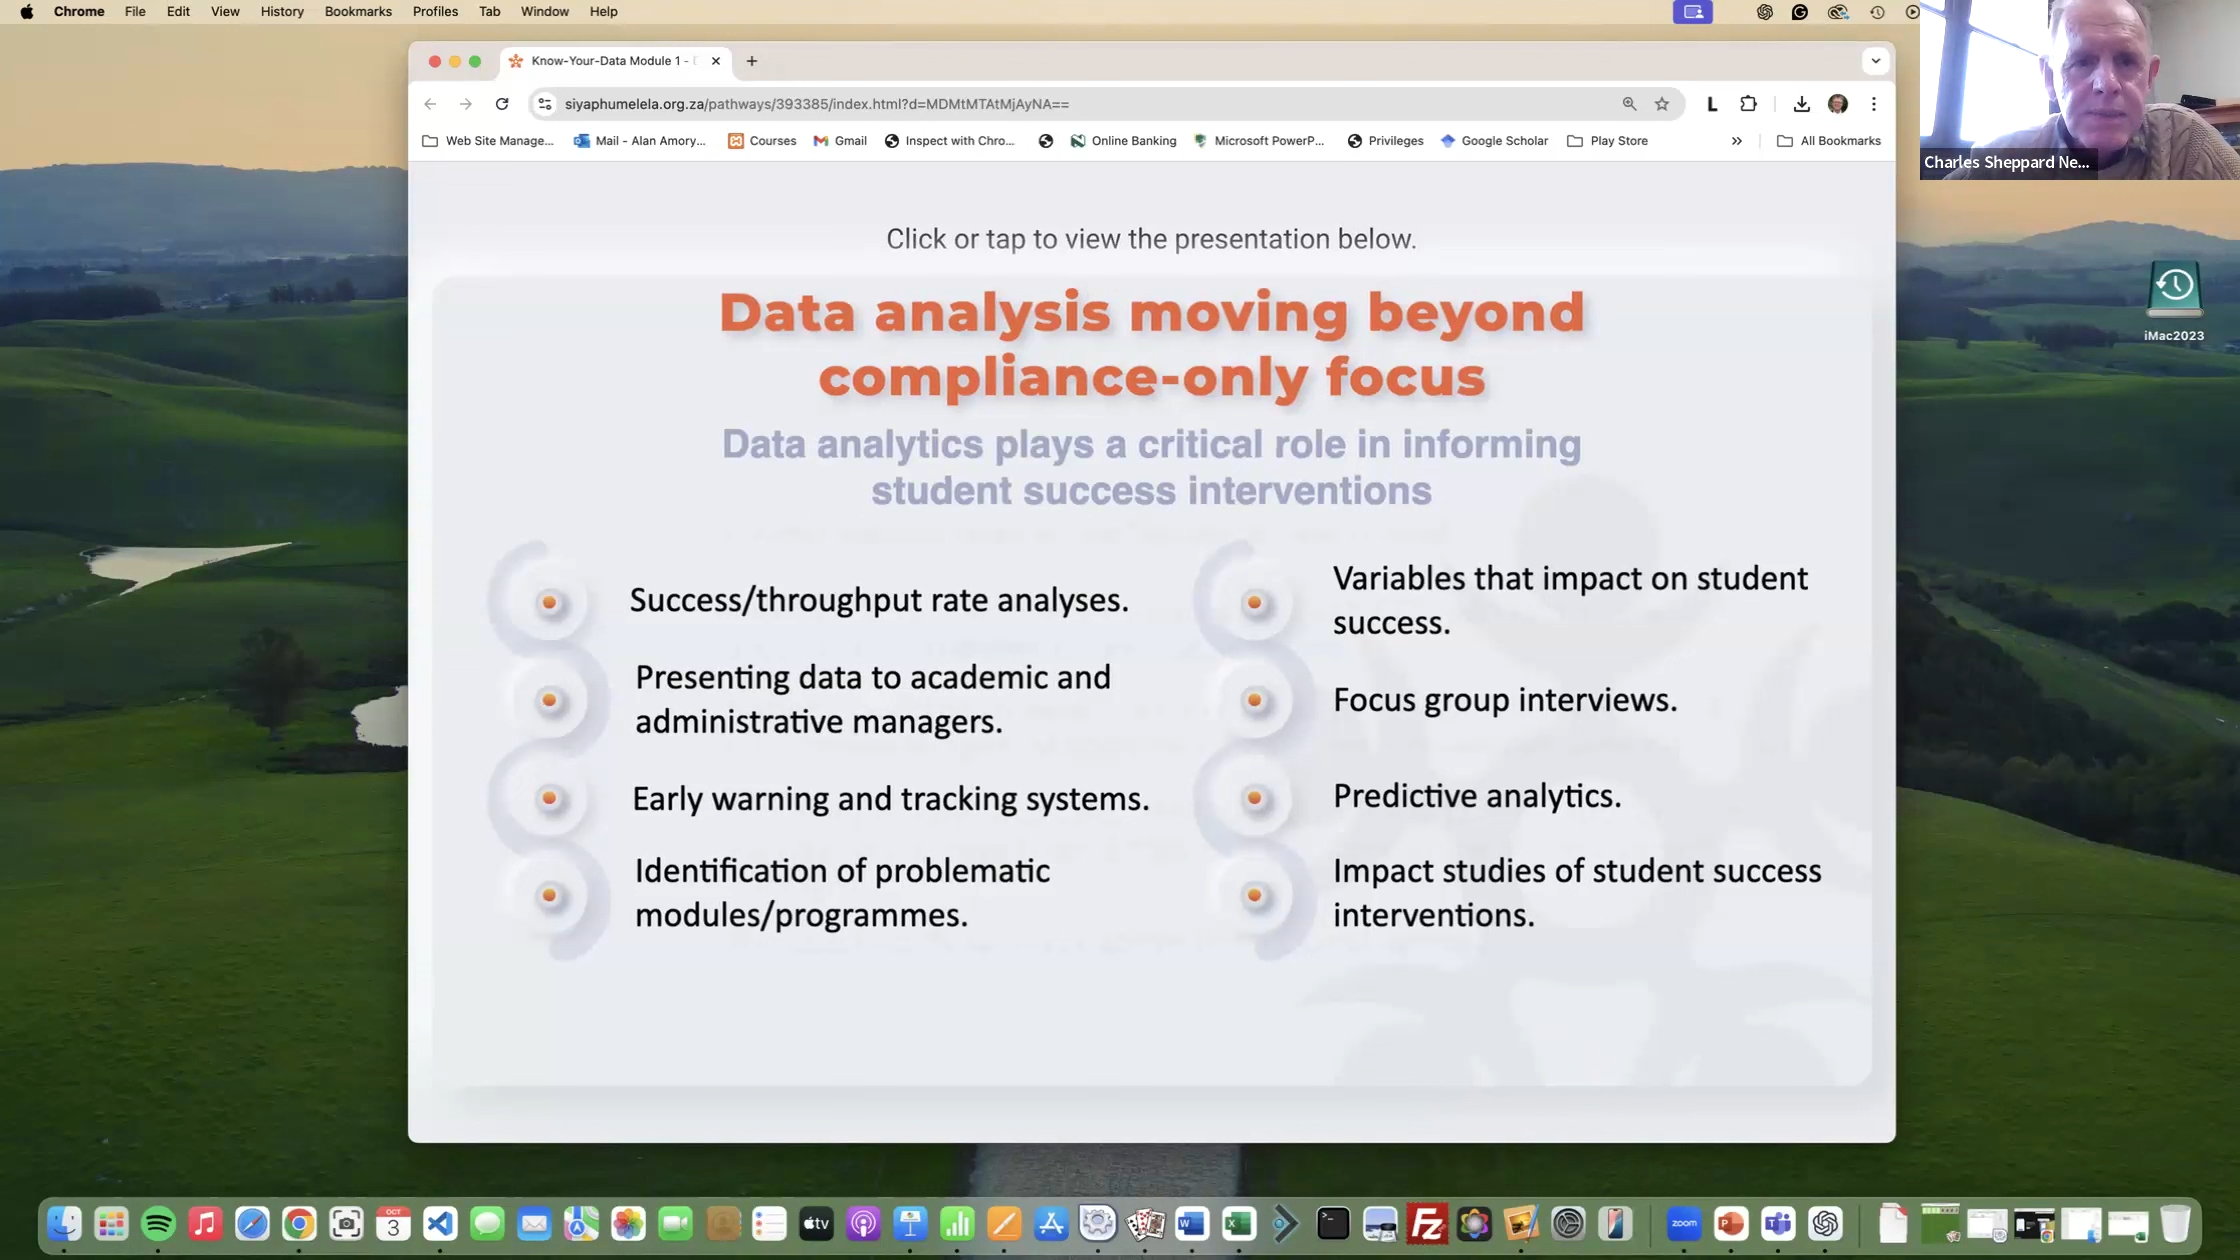 Chrome File Edit View History Bookmarks Profiles Tab Window Help
Know-Your-Data Module 1 -
siyaphumelela.org.za/pathways/393385/index.html?d=MDMtMTAtMjAyNA==
L
Web Site Manage... Mail - Alan Amory... Courses Gmail Inspect with Chro... Online Banking Microsoft PowerP... Privileges Google Scholar Play Store » All Bookmarks
Charles Sheppard Ne...
iMac2023
Click or tap to view the presentation below.
Data analysis moving beyond
compliance-only focus
Data analytics plays a critical role in informing
student success interventions
Success/throughput rate analyses.
Presenting data to academic and
administrative managers.
Early warning and tracking systems.
Identification of problematic
modules/programmes.
Variables that impact on student
success.
Focus group interviews.
Predictive analytics.
Impact studies of student success
interventions.
OCT
3
tv
W
X
Fz
zoom
P
T